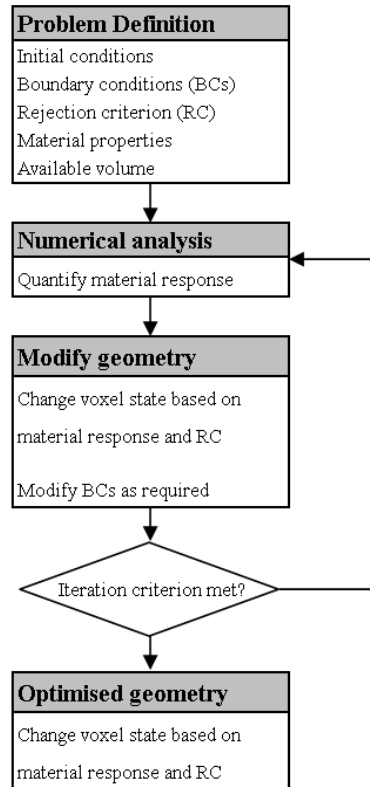 Problem Definition
Initial conditions
Boundary conditions (BCs)
Rejection criterion (RC)
Material properties
Available volume
Numerical analysis
Quantify material response
Modify geometry
Change voxel state based on
material response and RC
Modify BCs as required
Iteration criterion met?
Optimised geometry
Change voxel state based on
material response and RC